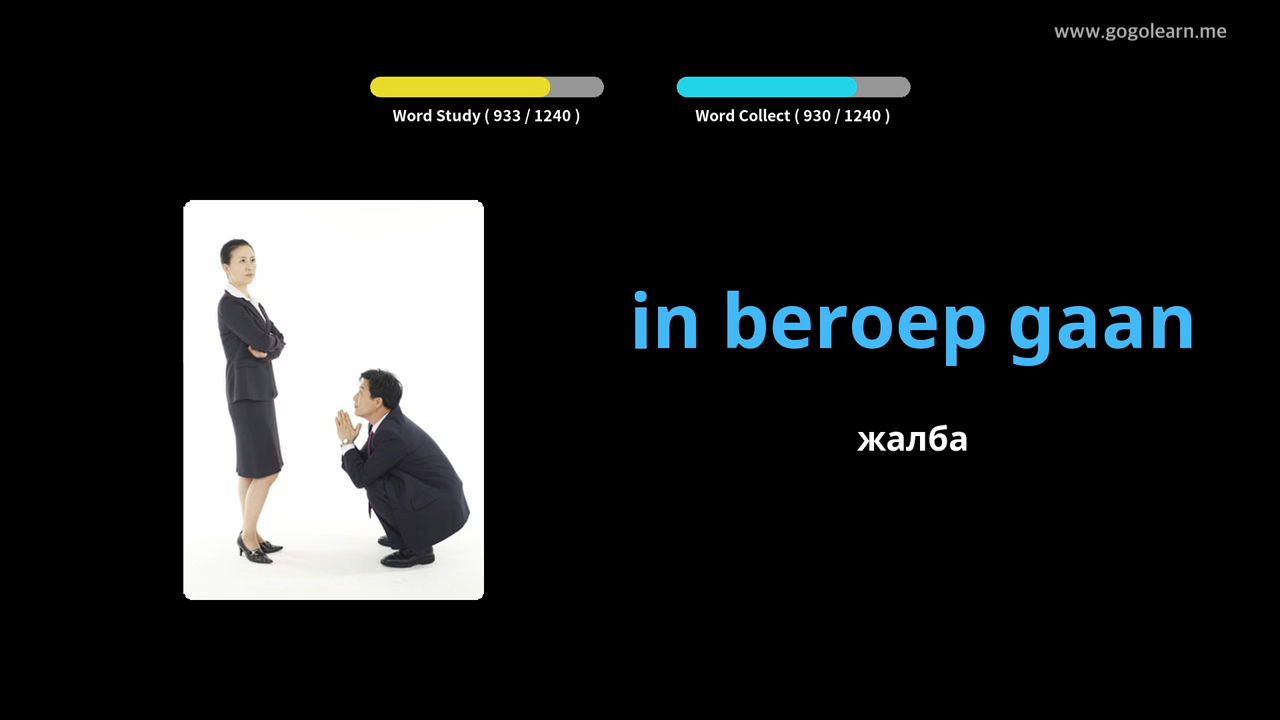 www.gogolearn.me
Word Study ( 933 / 1240 )
Word Collect ( 930 / 1240 )
in beroep gaan
жалба